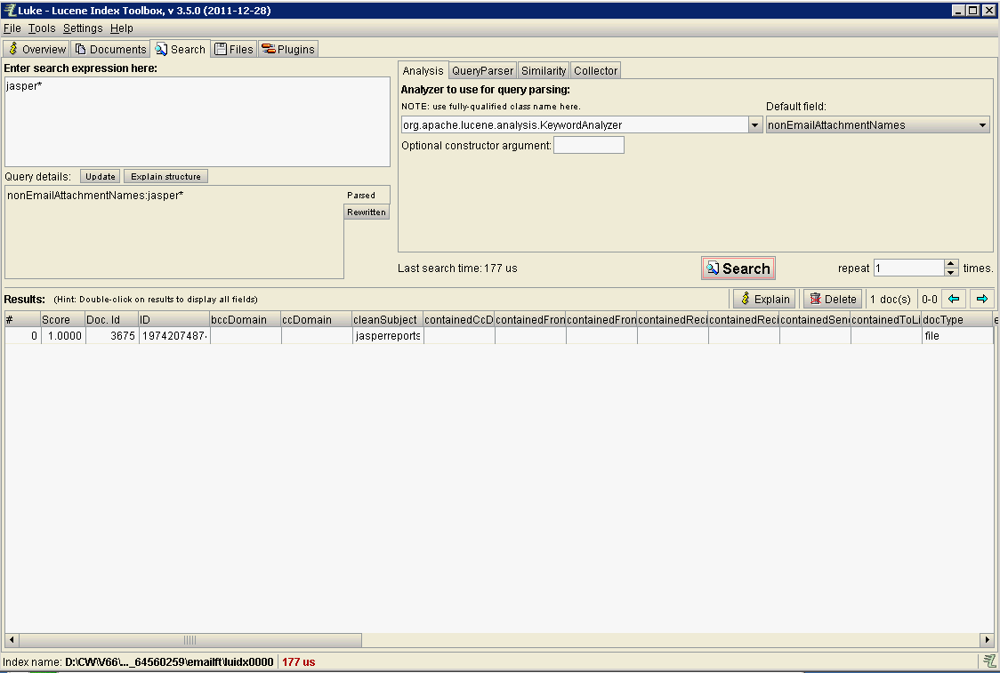 Luke - Lucene Index Toolbox, v 3.5.0 (2011-12-28)
File Tools Settings Help
Overview Documents Search Files Plugins
Enter search expression here:
jasper*
Analysis QueryParser Similarity Collector
Analyzer to use for query parsing:
NOTE: use fully-qualified class name here. Default field:
org.apache.lucene.analysis.KeywordAnalyzer nonEmailAttachmentNames
Optional constructor argument:
Query details: Update Explain structure
nonEmailAttachmentNames:jasper* Parsed
Rewritten
Last search time: 177 us Search repeat 1 times.
Results: (Hint: Double-click on results to display all fields) Explain Delete 1 doc(s) 0-0
# Score Doc. Id ID bccDomain ccDomain cleanSubject containedCcD containedFron containedFron containedReci containedReci containedSen containedToLi docType e
0 1.0000 3675 1974207487 jasperreports file
Index name: D:\CW\V66\..._64560259\emailft\luidx0000 177 us